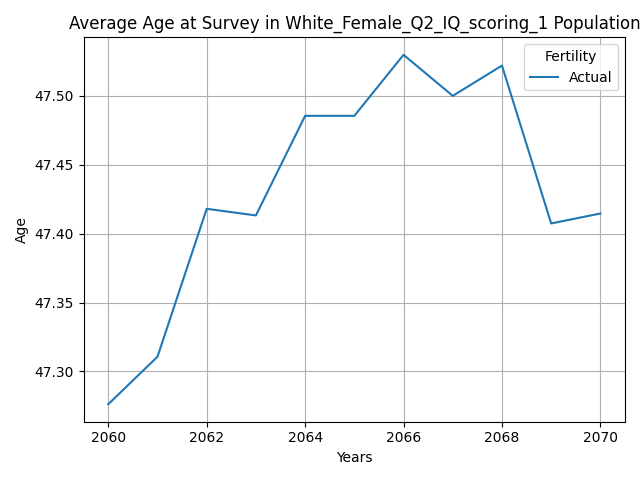 Average Age at Survey in White_Female_Q2_IQ_scoring_1 Population
Fertility
Actual
47.50
47.45
47.40
47.35
47.30
Age
2060 2062 2064 2066 2068 2070
Years